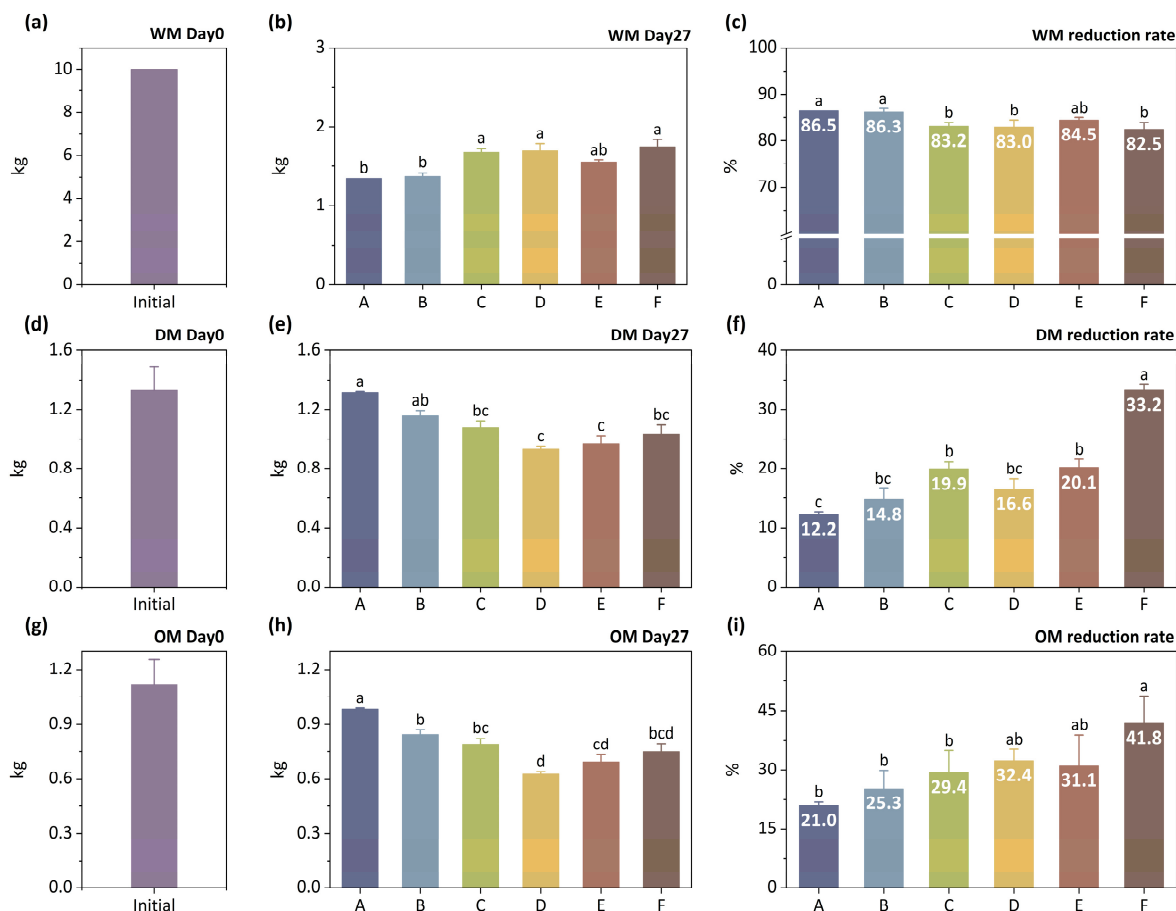 (a) WM Day0
kg
10
8
6
4
2
0
Initial
(b) WM Day27
kg
3
2
1
0
b b a a ab a
A B C D E F
(c) WM reduction rate
%
100
90
80
70
0
a a b b ab b
86.5 86.3 83.2 83.0 84.5 82.5
A B C D E F
(d) DM Day0
kg
1.6
1.2
0.8
0.4
0.0
Initial
(e) DM Day27
kg
1.6
1.2
0.8
0.4
0.0
a ab bc c c bc
A B C D E F
(f) DM reduction rate
%
40
30
20
10
0
c bc b bc b a
12.2 14.8 19.9 16.6 20.1 33.2
A B C D E F
(g) OM Day0
kg
1.2
0.9
0.6
0.3
0.0
Initial
(h) OM Day27
kg
1.2
0.9
0.6
0.3
0.0
a b bc d cd bcd
A B C D E F
(i) OM reduction rate
%
60
45
30
15
0
b b b ab ab a
21.0 25.3 29.4 32.4 31.1 41.8
A B C D E F